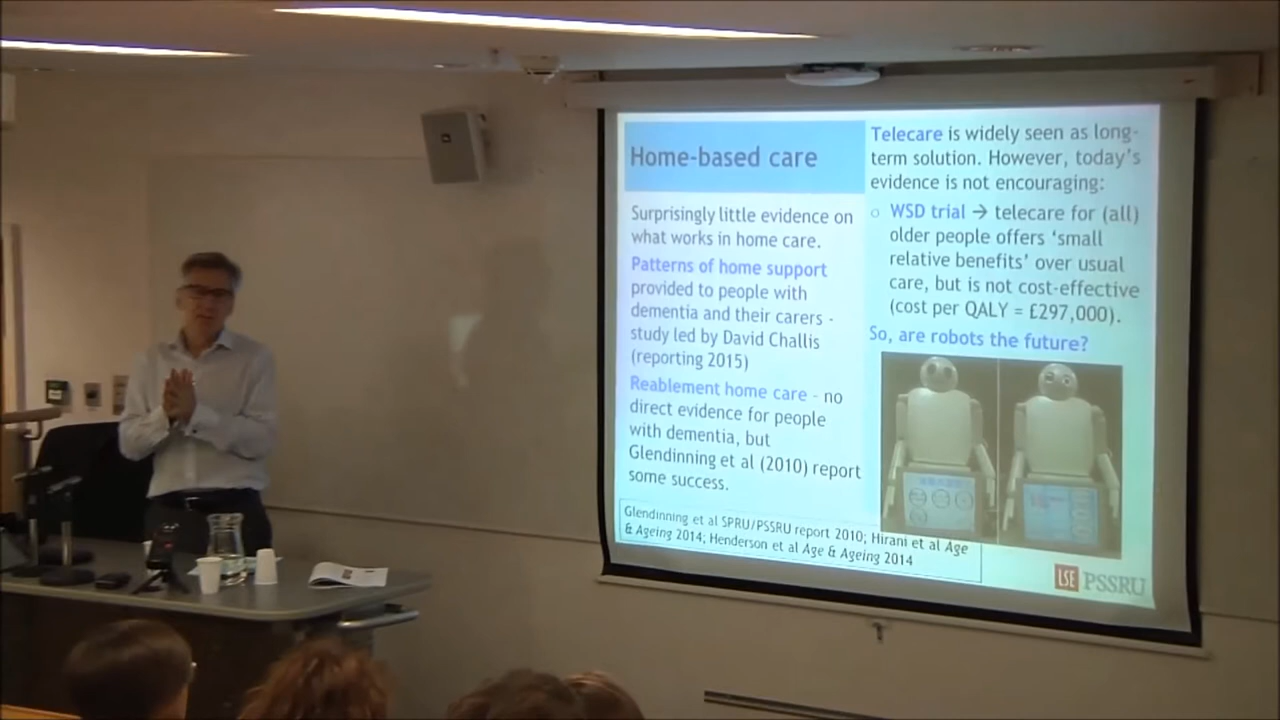 Home-based care
Surprisingly little evidence on
what works in home care.
Patterns of home support
provided to people with
dementia and their carers -
study led by David Challis
(reporting 2015)
Reablement home care - no
direct evidence for people
with dementia, but
Glendinning et al (2010) report
some success.
Telecare is widely seen as long-
term solution. However, today's
evidence is not encouraging:
○ WSD trial → telecare for (all)
older people offers 'small
relative benefits' over usual
care, but is not cost-effective
(cost per QALY = £297,000).
So, are robots the future?
Glendinning et al SPRU/PSSRU report 2010; Hirani et al Age
& Ageing 2014; Henderson et al Age & Ageing 2014
LSE PSSRU